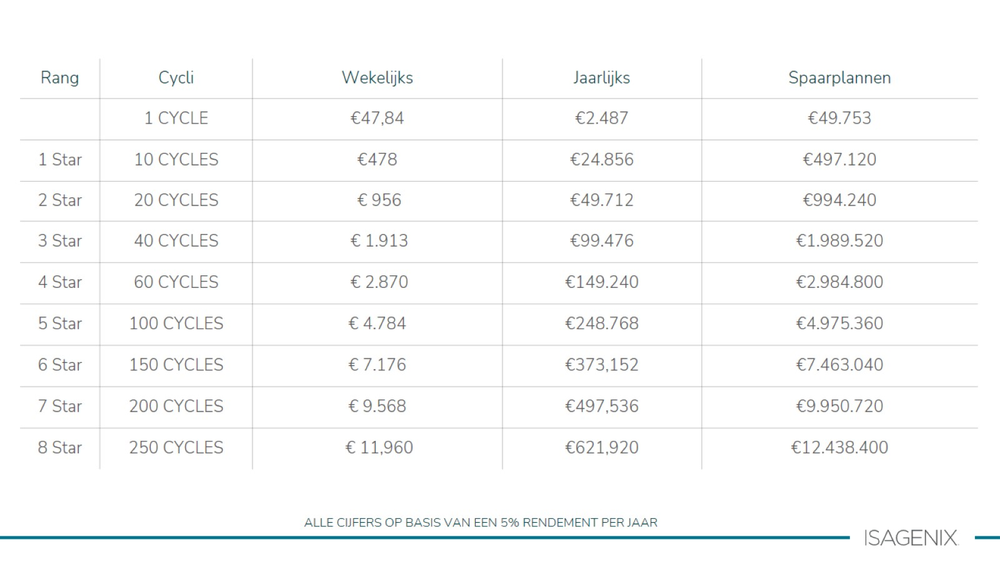 Rang Cycli Wekelijks Jaarlijks Spaarplannen
1 CYCLE €47,84 €2.487 €49.753
1 Star 10 CYCLES €478 €24.856 €497.120
2 Star 20 CYCLES € 956 €49.712 €994.240
3 Star 40 CYCLES € 1.913 €99.476 €1.989.520
4 Star 60 CYCLES € 2.870 €149.240 €2.984.800
5 Star 100 CYCLES € 4.784 €248.768 €4.975.360
6 Star 150 CYCLES € 7.176 €373,152 €7.463.040
7 Star 200 CYCLES € 9.568 €497,536 €9.950.720
8 Star 250 CYCLES € 11,960 €621,920 €12.438.400
ALLE CIJFERS OP BASIS VAN EEN 5% RENDEMENT PER JAAR
ISAGENIX